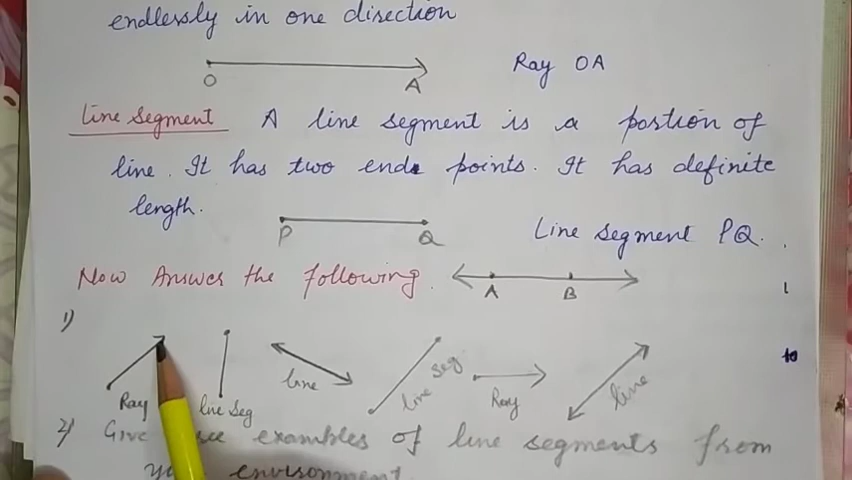 endlessly in one direction
O A Ray OA
Line Segment A line segment is a portion of
line. It has two end points. It has definite
length.
P Q Line Segment PQ.
Now Answer the following. A B
1)
Ray line Seg line line Seg Ray line
2) Give examples of line segments from
environment